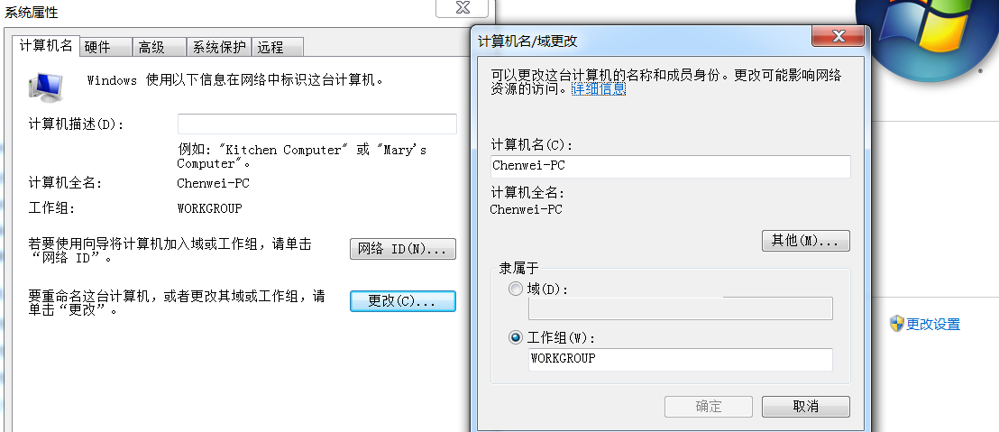 系统属性
计算机名
硬件
高级
系统保护
远程
Windows 使用以下信息在网络中标识这台计算机。
计算机描述(D):
例如: "Kitchen Computer" 或 "Mary's
Computer"。
计算机全名:
Chenwei-PC
工作组:
WORKGROUP
若要使用向导将计算机加入域或工作组，请单击
“网络 ID”。
网络 ID(N)...
要重命名这台计算机，或者更改其域或工作组，请
单击“更改”。
更改(C)...
计算机名/域更改
可以更改这台计算机的名称和成员身份。更改可能影响网络
资源的访问。详细信息
计算机名(C):
Chenwei-PC
计算机全名:
Chenwei-PC
其他(M)...
隶属于
域(D):
工作组(W):
WORKGROUP
确定
取消
更改设置